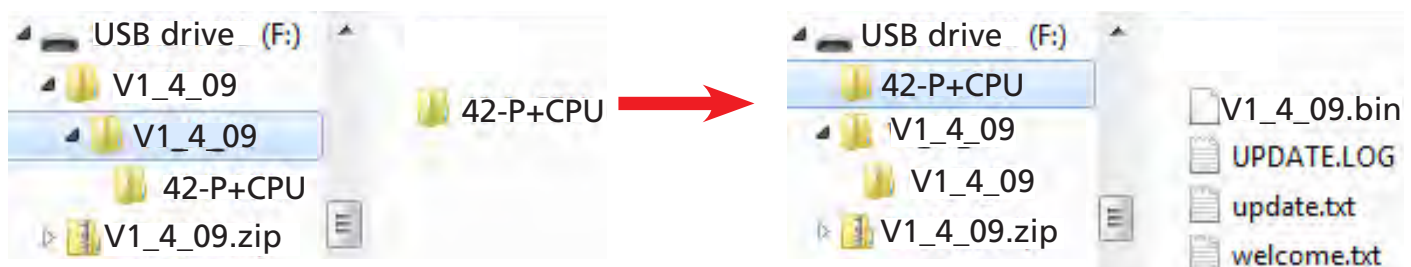 USB drive (F:)
V1_4_09
V1_4_09
42-P+CPU
V1_4_09.zip
42-P+CPU
USB drive (F:)
42-P+CPU
V1_4_09
V1_4_09
V1_4_09.zip
V1_4_09.bin
UPDATE.LOG
update.txt
welcome.txt